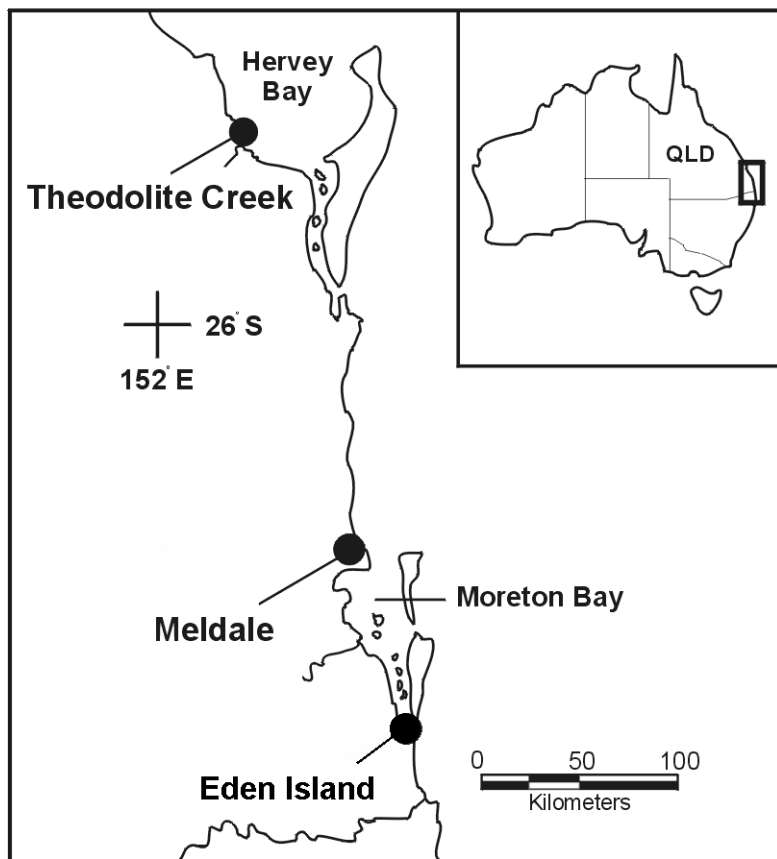 Hervey
Bay
QLD
Theodolite Creek
26° S
152° E
Moreton Bay
Meldale
Eden Island
0 50 100
Kilometers